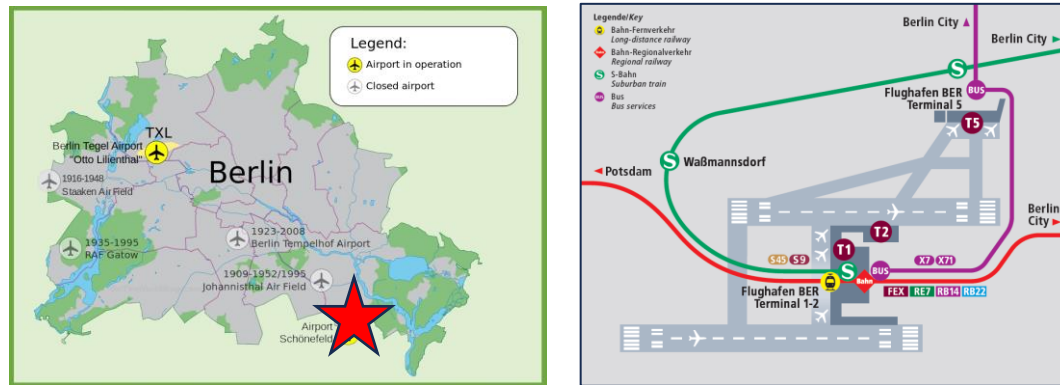 Legend:
Airport in operation
Closed airport
TXL
Berlin Tegel Airport
"Otto Lilienthal"
Berlin
1916-1948
Staaken Air Field
1935-1995
RAF Gatow
1923-2008
Berlin Tempelhof Airport
1909-1952/1995
Johannisthal Air Field
Airport
Schönefeld
Legende/Key
Bahn-Fernverkehr
Long-distance railway
Bahn
Bahn-Regionalverkehr
Regional railway
S
S-Bahn
Suburban train
BUS
Bus
Bus services
Berlin City
Berlin City
S
Flughafen BER
Terminal 5
BUS
T5
S
Waßmannsdorf
Potsdam
Berlin
City
T2
T1
S45 S9
S
BUS
X7 X71
Flughafen BER
Terminal 1-2
Bahn
FEX RE7 RB14 RB22